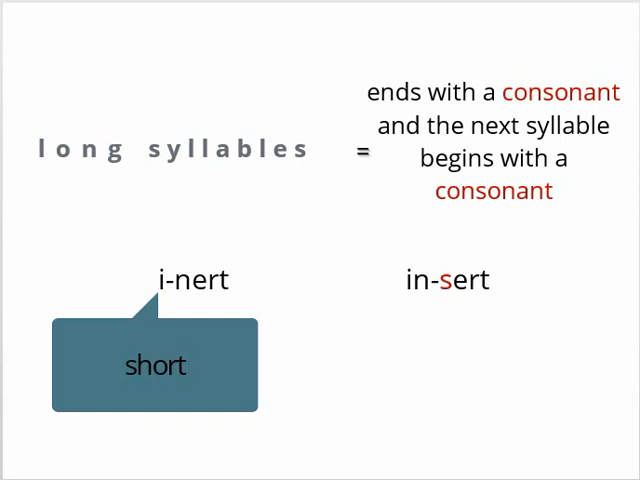 long syllables
=
ends with a consonant
and the next syllable
begins with a
consonant
i-nert
in-sert
short